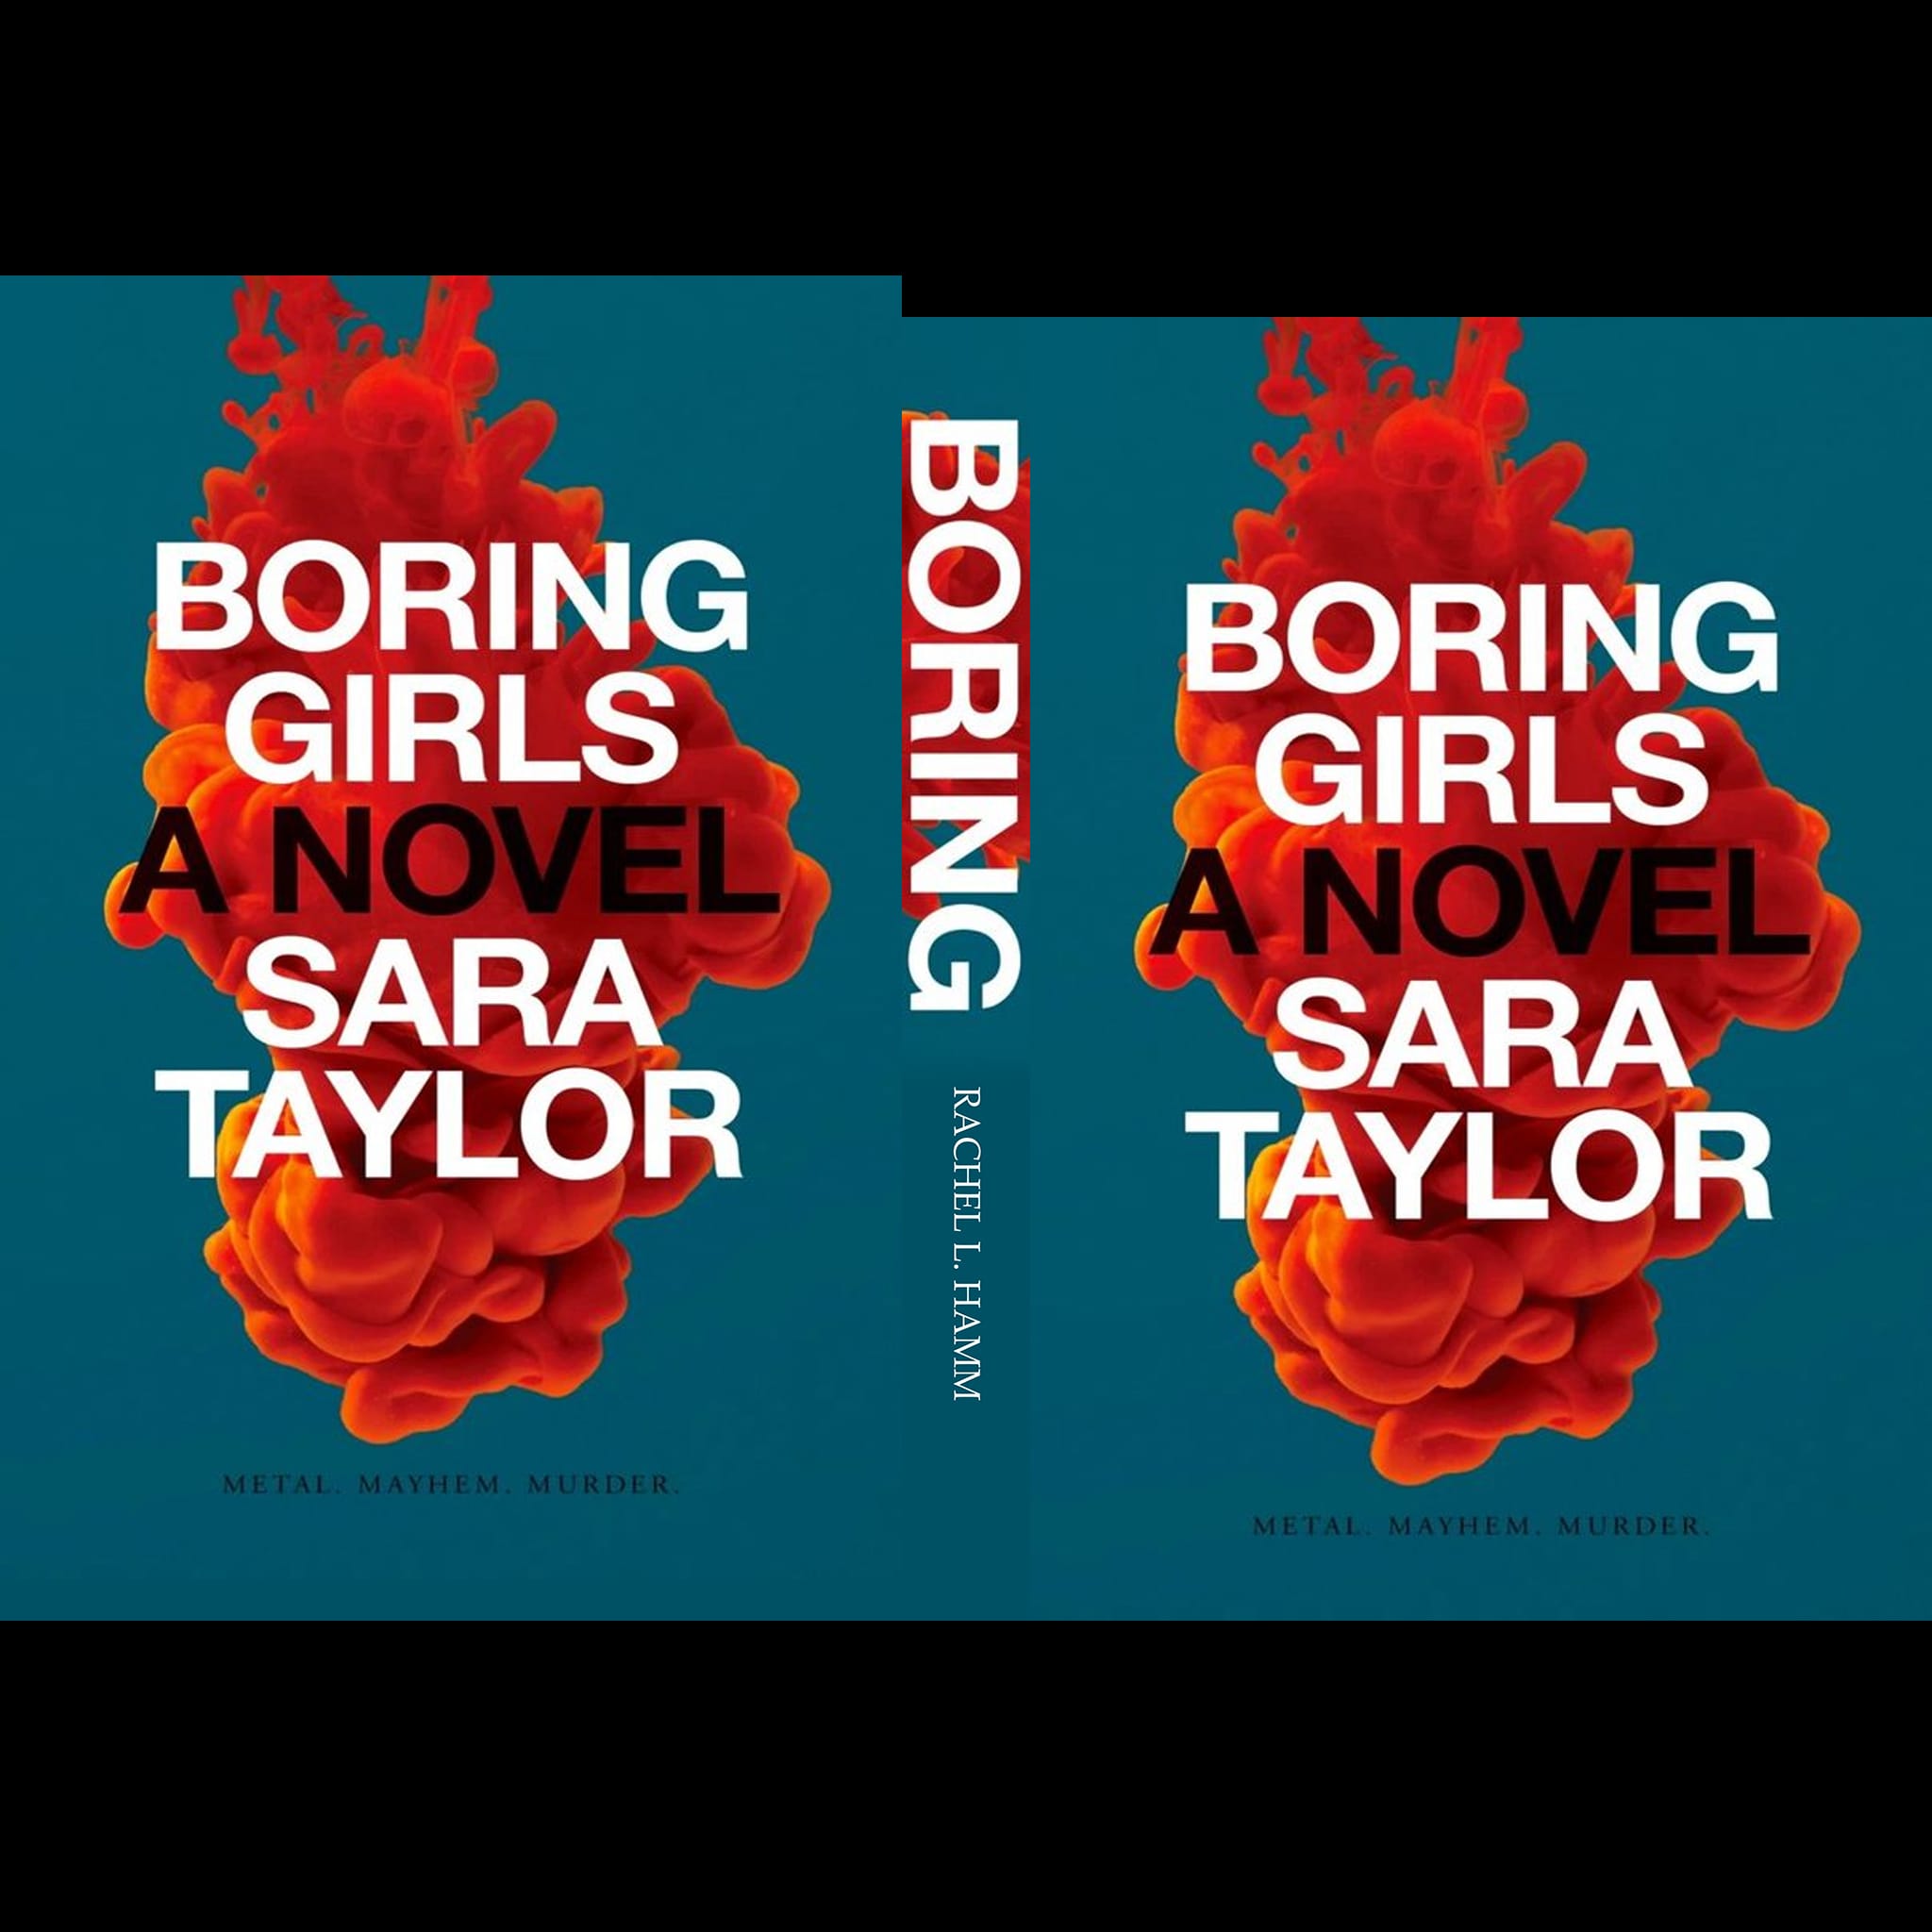 BORING
GIRLS
A NOVEL
SARA
TAYLOR
METAL. MAYHEM. MURDER.
BORING
RACHEL L. HAMM
BORING
GIRLS
A NOVEL
SARA
TAYLOR
METAL. MAYHEM. MURDER.